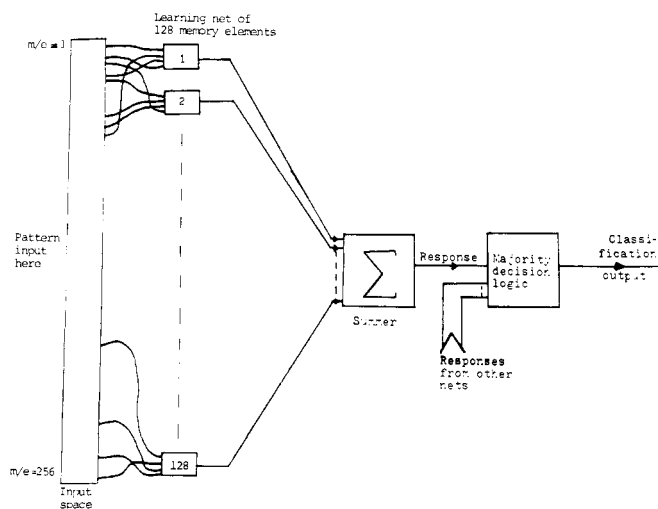 Learning net of
128 memory elements
m/e = 1
1
2
Pattern
input
here
Σ
Summer
Response
Majority
decision
logic
Classi-
fication
output
Responses
from other
nets
128
m/e=256
Input
space